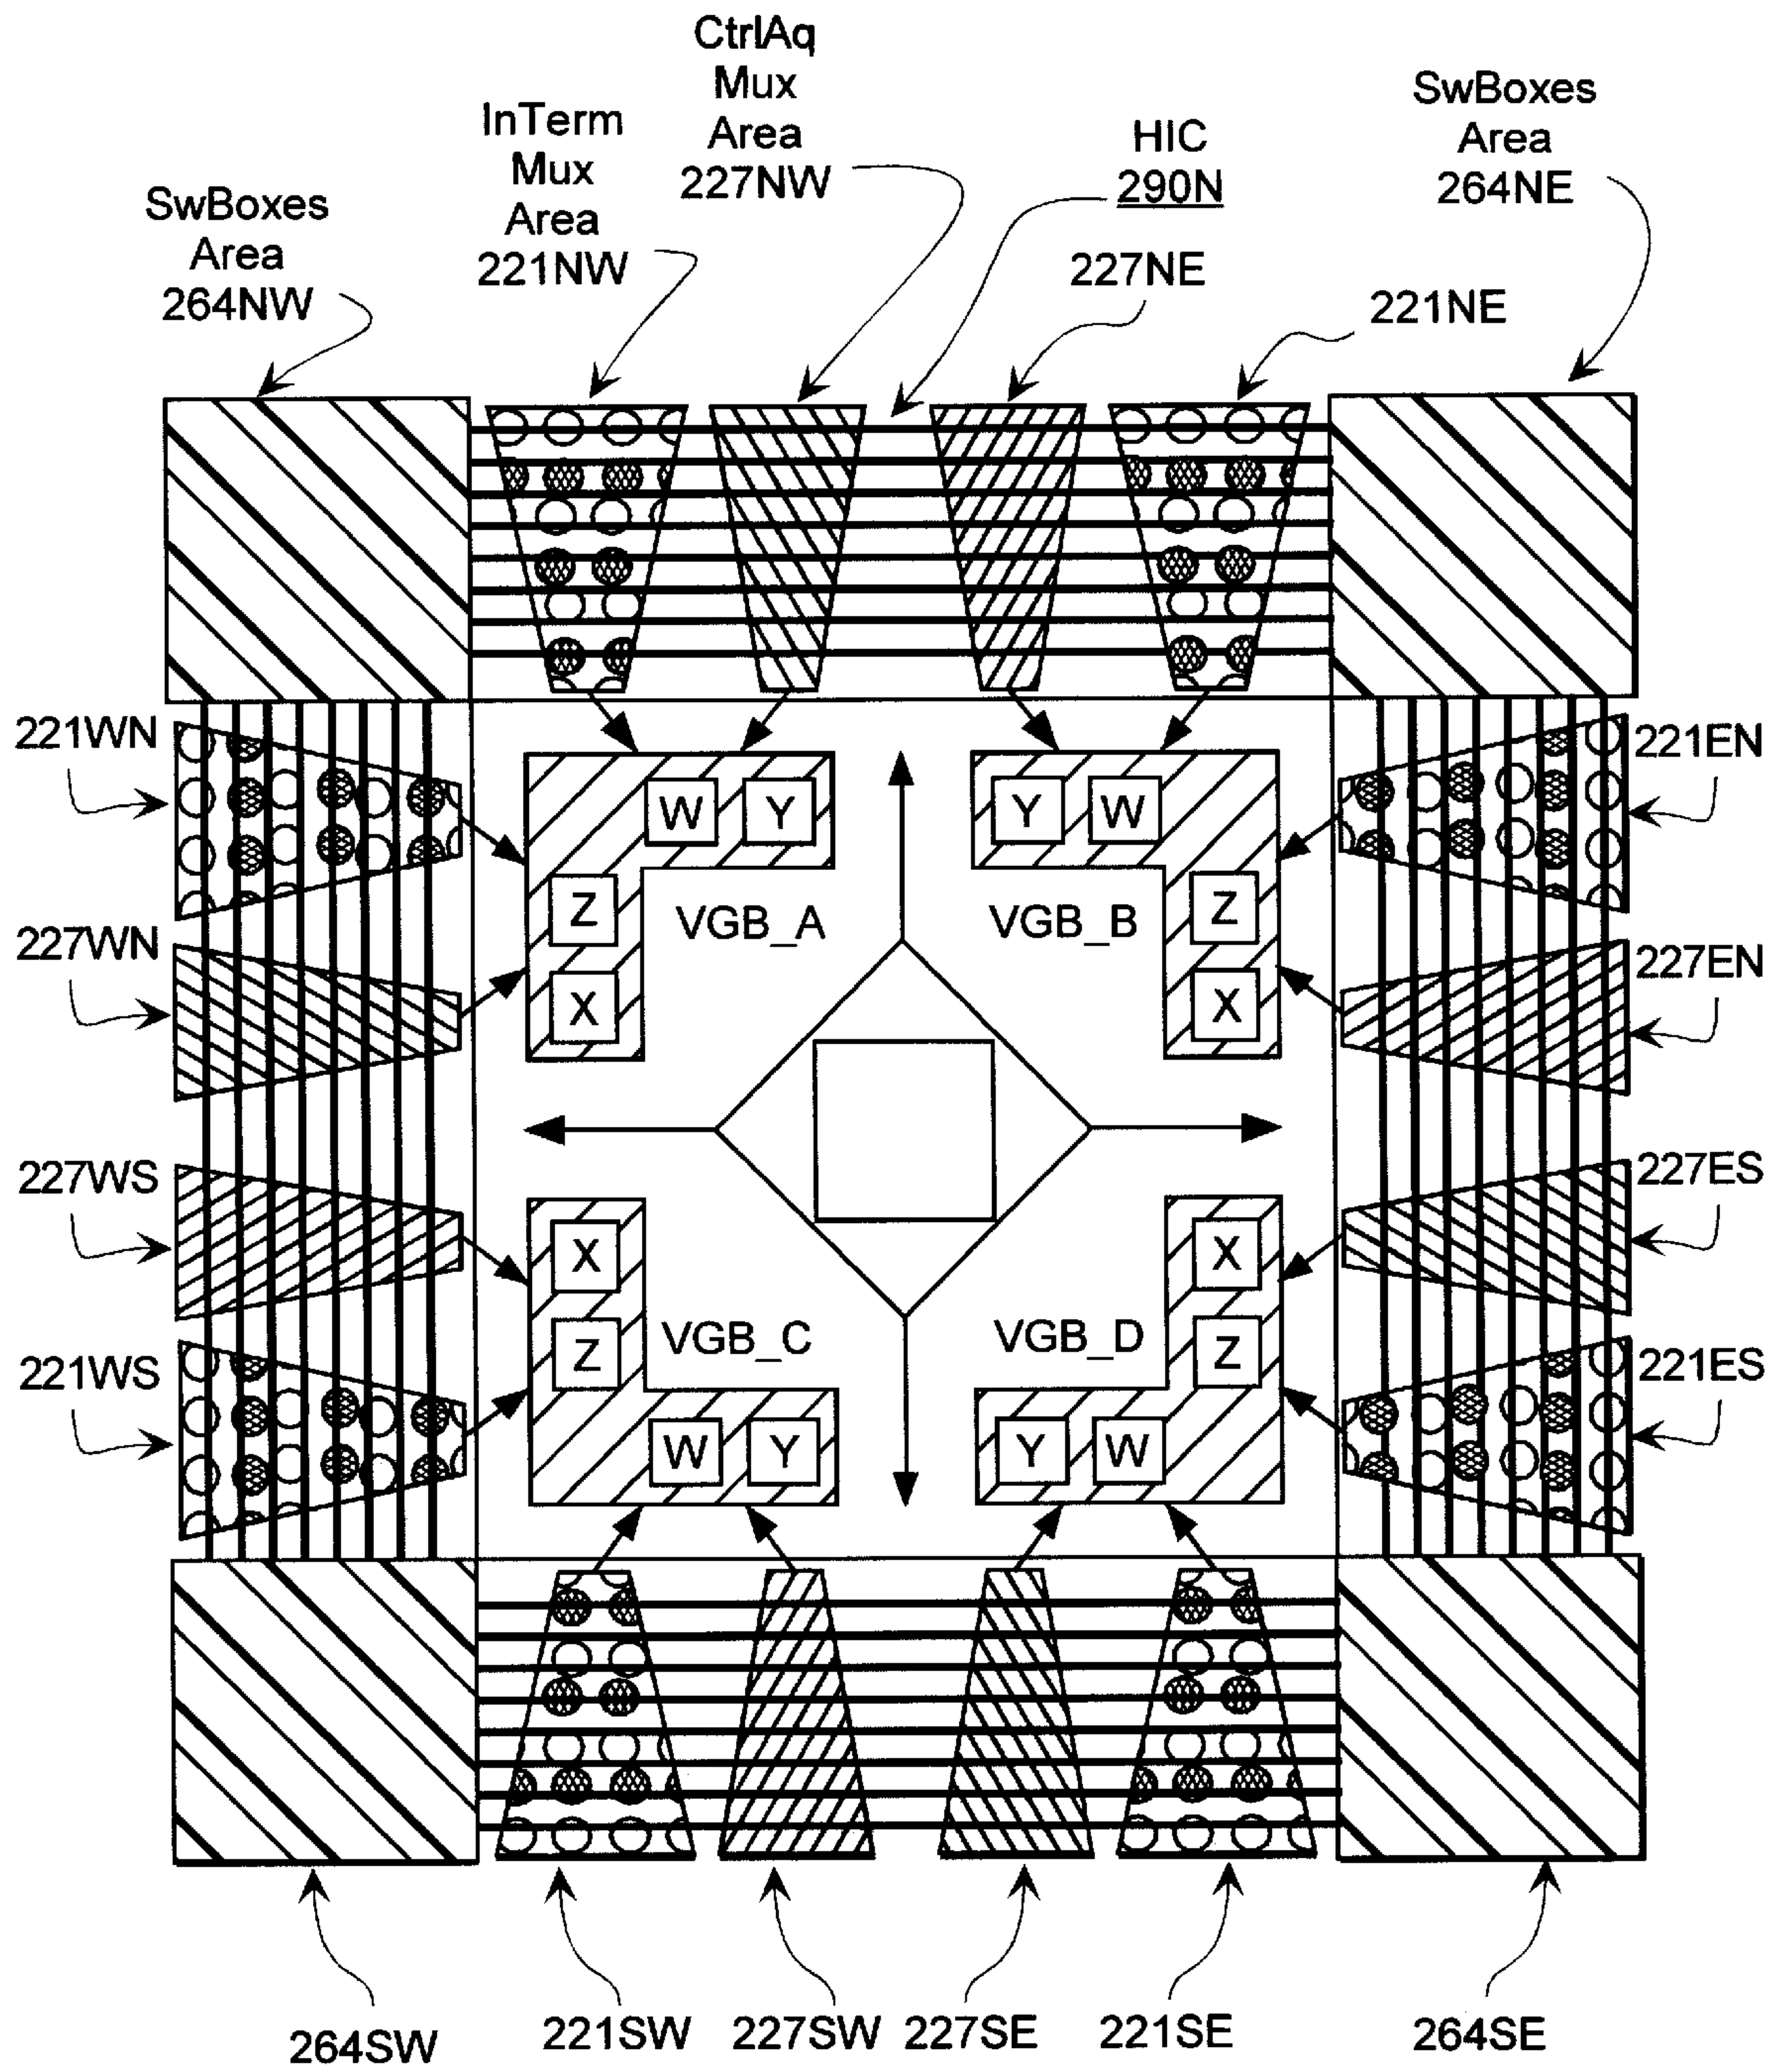 CtrlAq
Mux
Area
227NW
InTerm
Mux
Area
221NW
SwBoxes
Area
264NW
HIC
290N
SwBoxes
Area
264NE
227NE
221NE
221WN
221EN
W Y
Y W
Z
VGB_A
VGB_B
Z
227WN
227EN
X
X
227WS
227ES
X
X
Z
VGB_C
VGB_D
Z
221WS
221ES
W Y
Y W
264SW
221SW
227SW
227SE
221SE
264SE